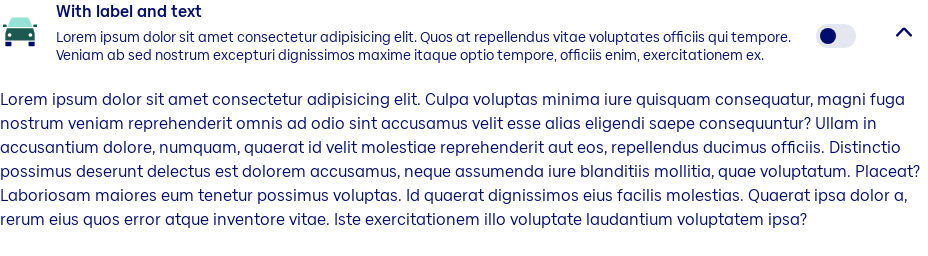 With label and text
Lorem ipsum dolor sit amet consectetur adipisicing elit. Quos at repellendus vitae voluptates officiis qui tempore.
Veniam ab sed nostrum excepturi dignissimos maxime itaque optio tempore, officiis enim, exercitationem ex.
Lorem ipsum dolor sit amet consectetur adipisicing elit. Culpa voluptas minima iure quisquam consequatur, magni fuga
nostrum veniam reprehenderit omnis ad odio sint accusamus velit esse alias eligendi saepe consequuntur? Ullam in
accusantium dolore, numquam, quaerat id velit molestiae reprehenderit aut eos, repellendus ducimus officiis. Distinctio
possimus deserunt delectus est dolorem accusamus, neque assumenda iure blanditiis mollitia, quae voluptatum. Placeat?
Laboriosam maiores eum tenetur possimus voluptas. Id quaerat dignissimos eius facilis molestias. Quaerat ipsa dolor a,
rerum eius quos error atque inventore vitae. Iste exercitationem illo voluptate laudantium voluptatem ipsa?